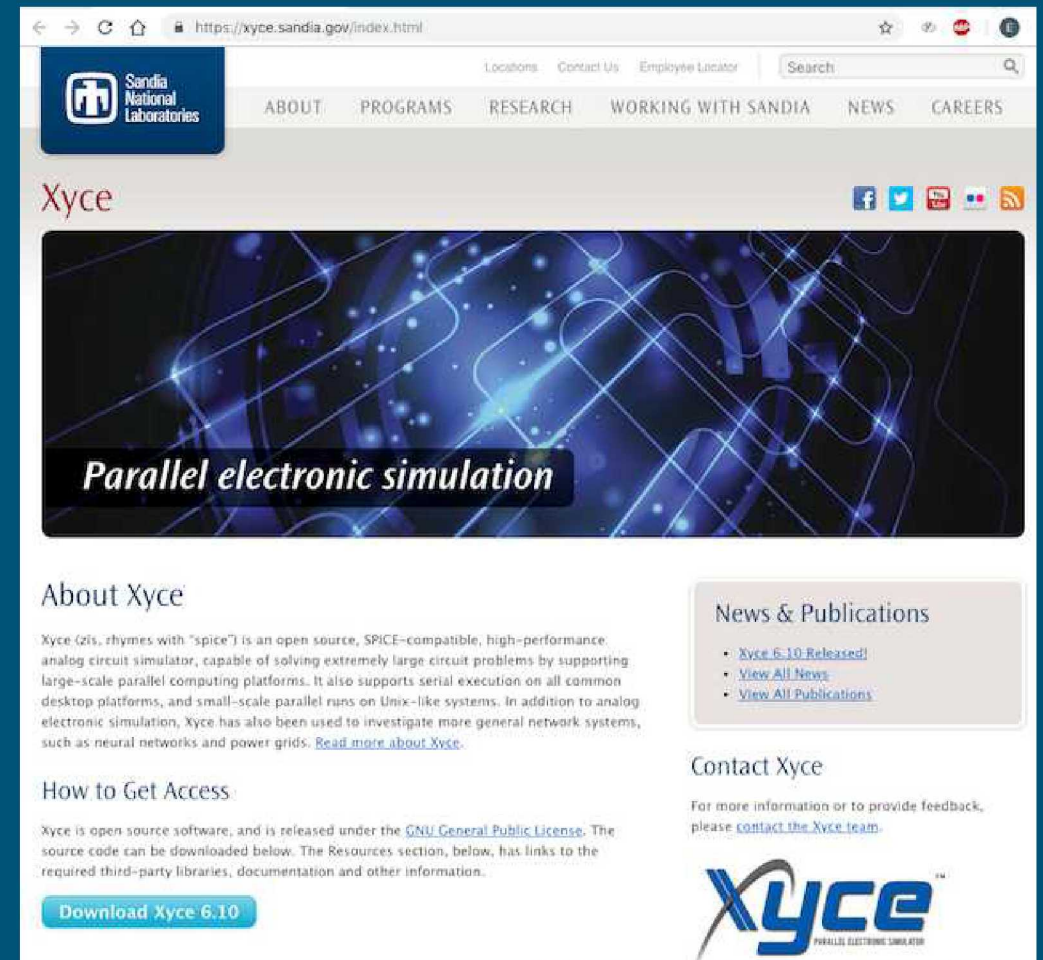 https://xyce.sandia.gov/index.html
ABP
E
Sandia
National
Laboratories
Locations Contact Us Employee Locator Search
ABOUT PROGRAMS RESEARCH WORKING WITH SANDIA NEWS CAREERS
Xyce
You
Tube
Parallel electronic simulation
About Xyce
Xyce (zīs, rhymes with "spice") is an open source, SPICE-compatible, high-performance
analog circuit simulator, capable of solving extremely large circuit problems by supporting
large-scale parallel computing platforms. It also supports serial execution on all common
desktop platforms, and small-scale parallel runs on Unix-like systems. In addition to analog
electronic simulation, Xyce has also been used to investigate more general network systems,
such as neural networks and power grids. Read more about Xyce.
How to Get Access
Xyce is open source software, and is released under the GNU General Public License. The
source code can be downloaded below. The Resources section, below, has links to the
required third-party libraries, documentation and other information.
Download Xyce 6.10
News & Publications
• Xyce 6.10 Released!
• View All News
• View All Publications
Contact Xyce
For more information or to provide feedback,
please contact the Xyce team.
Xyce™
PARALLEL ELECTRONIC SIMULATOR